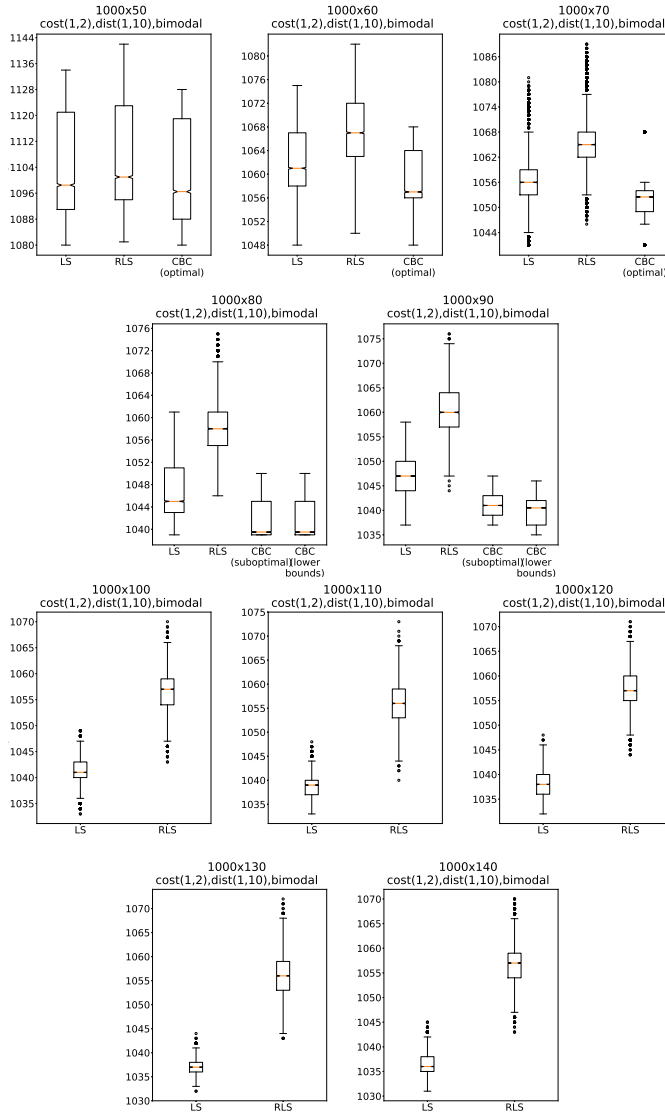 1000x50
cost(1,2),dist(1,10),bimodal
1144
1136
1128
1120
1112
1104
1096
1088
1080
LS
RLS
CBC
(optimal)
1000x60
cost(1,2),dist(1,10),bimodal
1080
1076
1072
1068
1064
1060
1056
1052
1048
LS
RLS
CBC
(optimal)
1000x70
cost(1,2),dist(1,10),bimodal
1086
1080
1074
1068
1062
1056
1050
1044
LS
RLS
CBC
(optimal)
1000x80
cost(1,2),dist(1,10),bimodal
1076
1072
1068
1064
1060
1056
1052
1048
1044
1040
LS
RLS
CBC
(suboptimal)
CBC
(lower
bounds)
1000x90
cost(1,2),dist(1,10),bimodal
1075
1070
1065
1060
1055
1050
1045
1040
1035
LS
RLS
CBC
(suboptimal)
CBC
(lower
bounds)
1000x100
cost(1,2),dist(1,10),bimodal
1070
1065
1060
1055
1050
1045
1040
1035
LS
RLS
1000x110
cost(1,2),dist(1,10),bimodal
1075
1070
1065
1060
1055
1050
1045
1040
1035
LS
RLS
1000x120
cost(1,2),dist(1,10),bimodal
1070
1065
1060
1055
1050
1045
1040
1035
LS
RLS
1000x130
cost(1,2),dist(1,10),bimodal
1070
1065
1060
1055
1050
1045
1040
1035
1030
LS
RLS
1000x140
cost(1,2),dist(1,10),bimodal
1070
1065
1060
1055
1050
1045
1040
1035
1030
LS
RLS